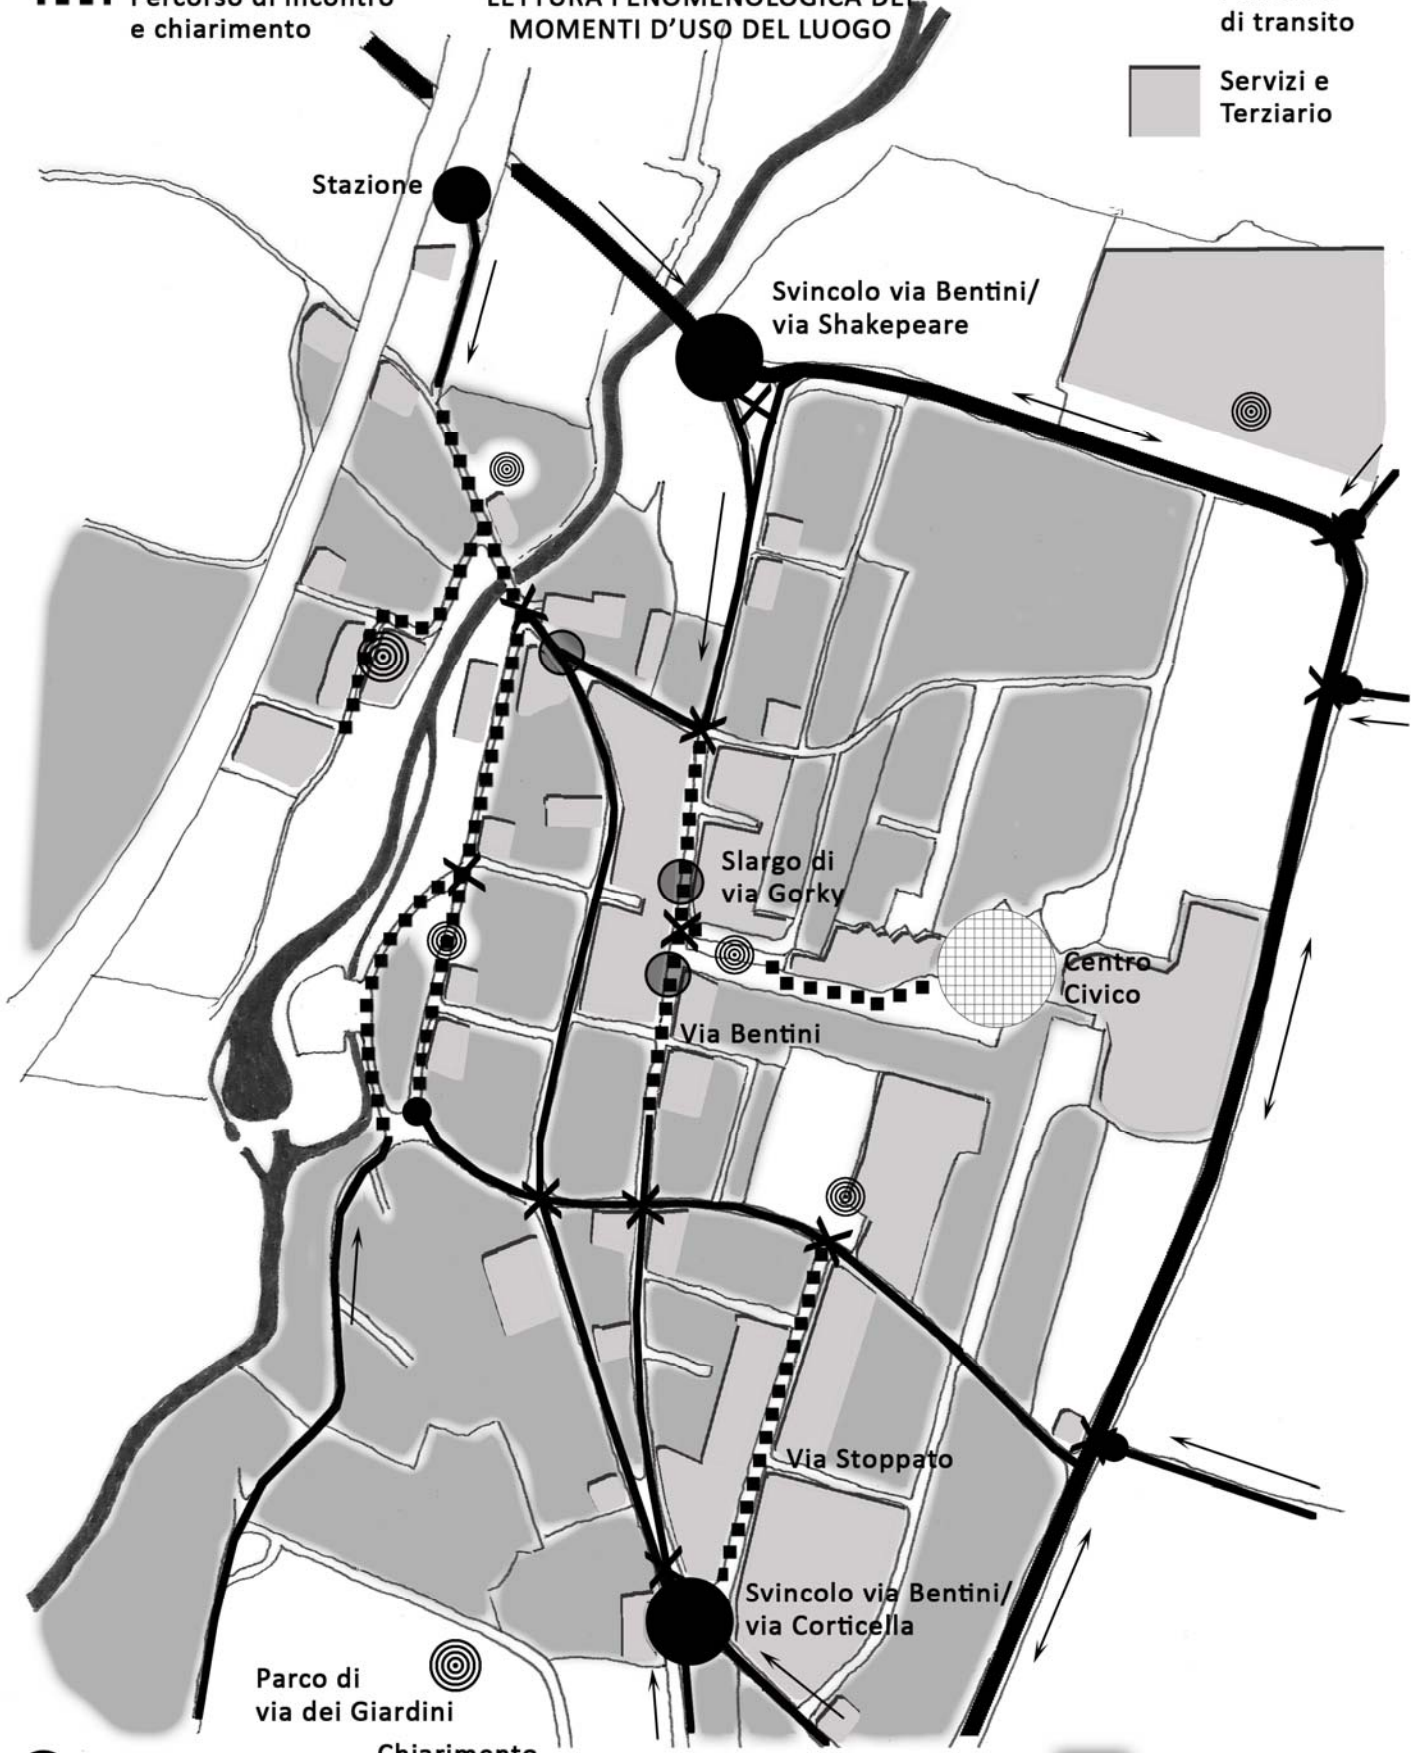 Percorso di incontro
e chiarimento
LETTURA FENOMENOLOGICA DEI
MOMENTI D'USO DEL LUOGO
di transito
Servizi e
Terziario
Stazione
Svincolo via Bentini/
via Shakepeare
Slargo di
via Gorky
Centro
Civico
Via Bentini
Via Stoppato
Svincolo via Bentini/
via Corticella
Parco di
via dei Giardini
Chiarimento